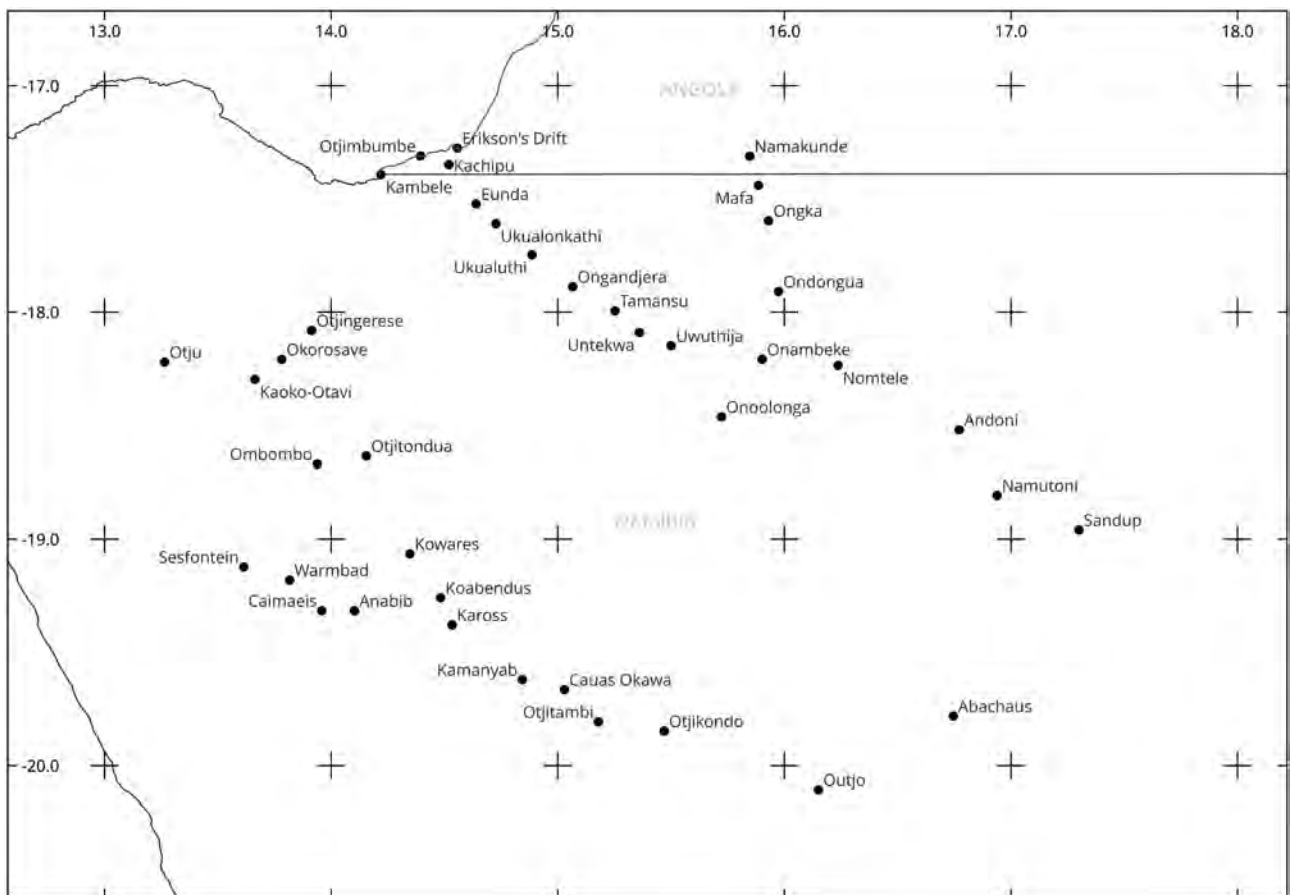 13.0 14.0 15.0 16.0 17.0 18.0
-17.0
ANGOLA
Erikson's Drift
Otjimbumbe
Namakunde
Kachipu
Kambele
Eunda
Mafa
Ongka
Ukualonkathi
Ukualuthi
Ongandjera
Ondongua
Tamansu
-18.0
Otjingerese
Untekwa
Uwuthija
Otju
Okorosave
Onambeke
Nomtele
Kaoko-Otavi
Onoolonga
Andoni
Otjitondua
Ombombo
Namutoni
NAMIBIA
Sandup
-19.0
Kowares
Sesfontein
Warmbad
Koabendus
Caimaeis
Anabib
Kaross
Kamanyab
Cauas Okawa
Abachaus
Otjitambi
Otjikondo
-20.0
Outjo